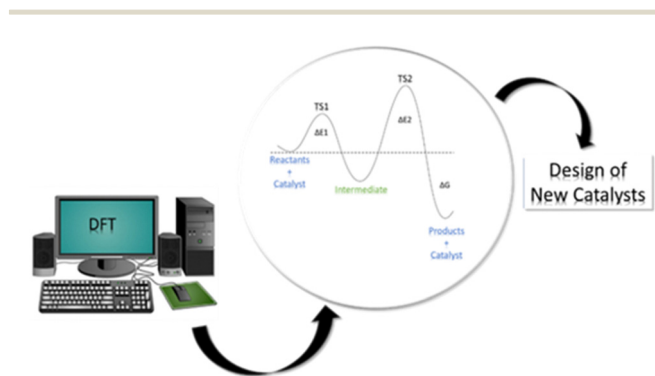 DFT
TS1
ΔE1
TS2
ΔE2
Reactants
+
Catalyst
Intermediate
ΔG
Products
+
Catalyst
Design of
New Catalysts